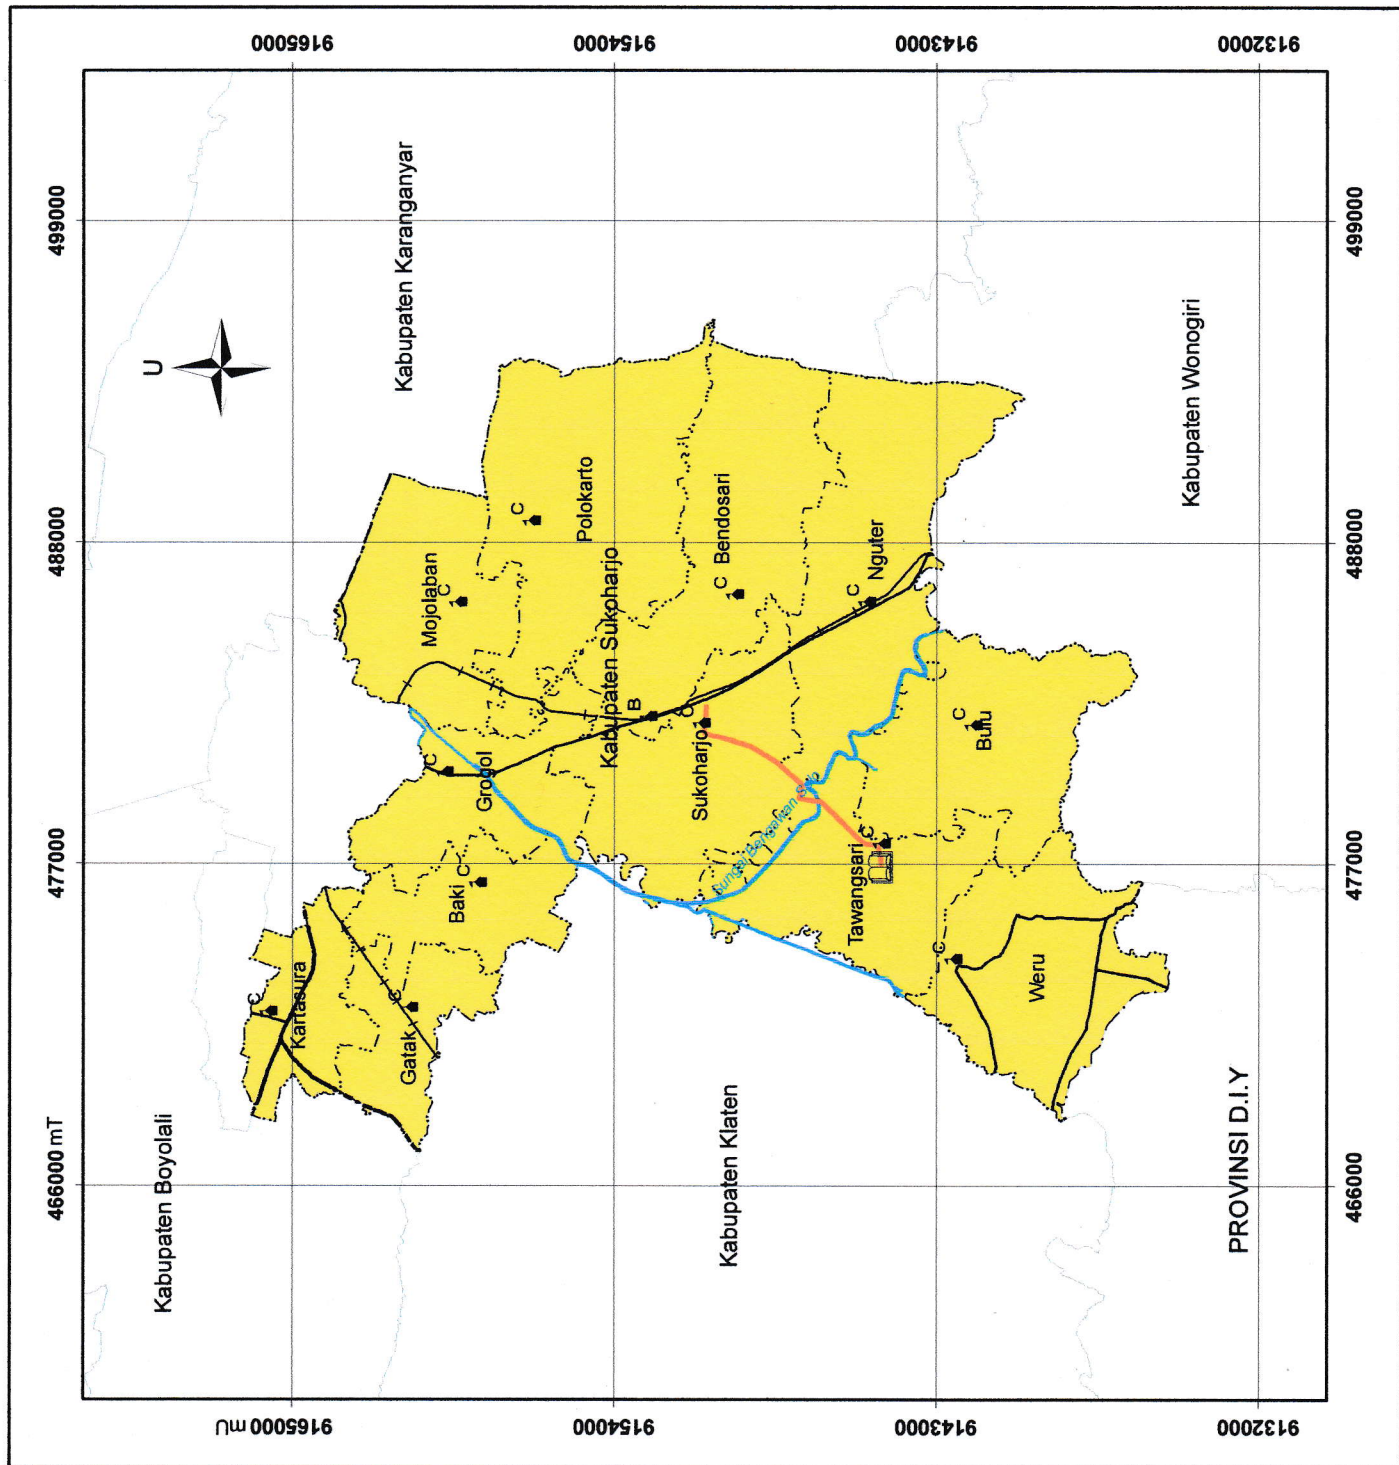 9165000
9154000
9143000
9132000
499000
499000
Kabupaten Karanganyar
U
Kabupaten Wonogiri
488000
488000
Mojolaban
C
C
Polokarto
Kabupaten Sukoharjo
C
Bendosari
C
Nguter
B
C
Sukoharjo
C
Bulu
C
Grogol
Sungai Bengawan Solo
477000
477000
Baki
C
Tawangsari
C
C
Kartasura
C
Gatak
C
Weru
Kabupaten Boyolali
Kabupaten Klaten
PROVINSI D.I.Y
466000 mT
466000
9165000 mU
9154000
9143000
9132000